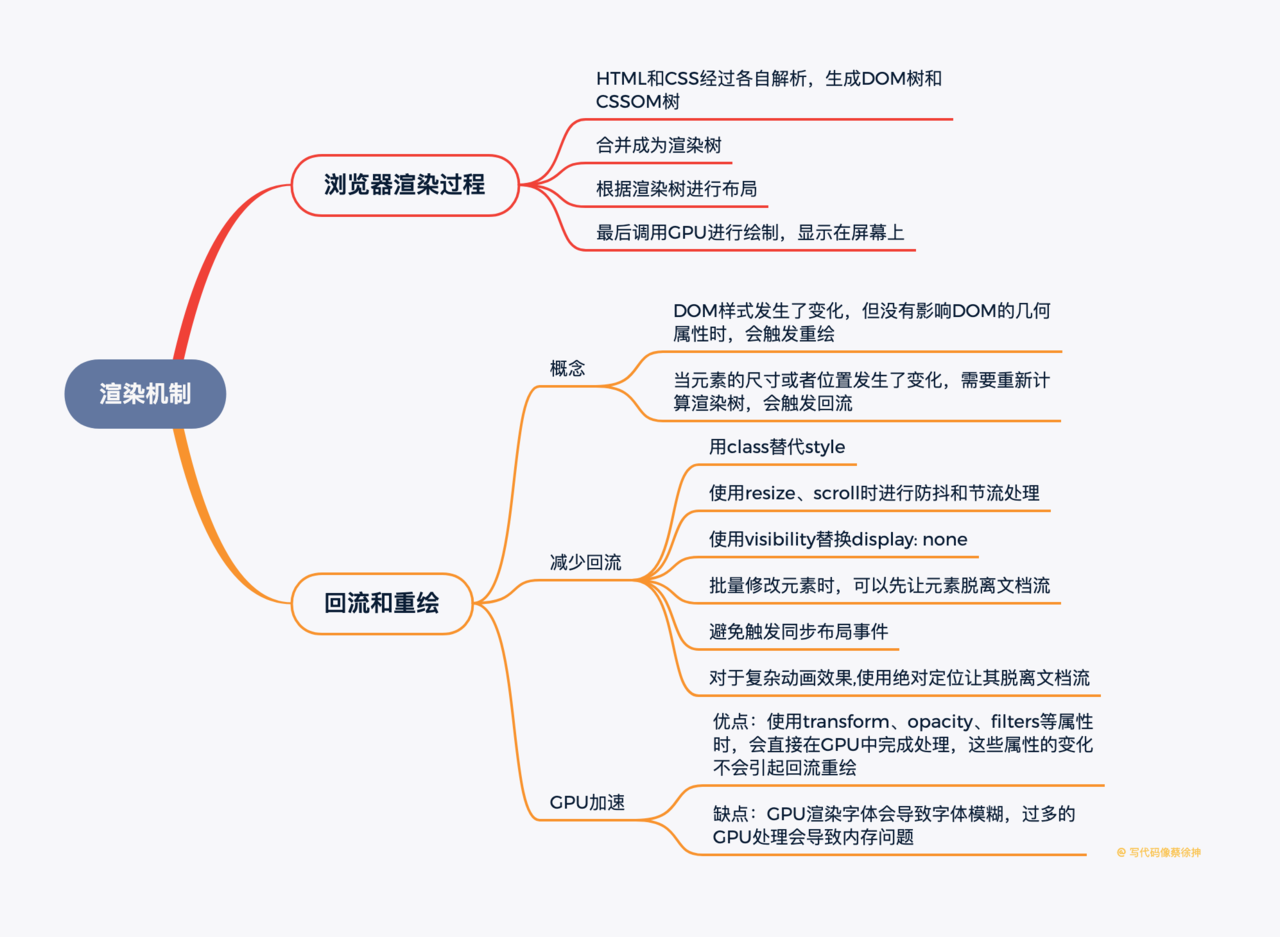 渲染机制
浏览器渲染过程
HTML和CSS经过各自解析，生成DOM树和
CSSOM树
合并成为渲染树
根据渲染树进行布局
最后调用GPU进行绘制，显示在屏幕上
回流和重绘
概念
DOM样式发生了变化，但没有影响DOM的几何
属性时，会触发重绘
当元素的尺寸或者位置发生了变化，需要重新计
算渲染树，会触发回流
减少回流
用class替代style
使用resize、scroll时进行防抖和节流处理
使用visibility替换display: none
批量修改元素时，可以先让元素脱离文档流
避免触发同步布局事件
对于复杂动画效果,使用绝对定位让其脱离文档流
GPU加速
优点：使用transform、opacity、filters等属性
时，会直接在GPU中完成处理，这些属性的变化
不会引起回流重绘
缺点：GPU渲染字体会导致字体模糊，过多的
GPU处理会导致内存问题
@ 写代码像蔡徐抻